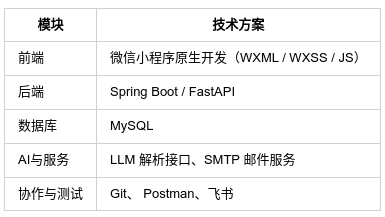 模块 技术方案
前端 微信小程序原生开发（WXML / WXSS / JS）
后端 Spring Boot / FastAPI
数据库 MySQL
AI与服务 LLM 解析接口、SMTP 邮件服务
协作与测试 Git、 Postman、飞书